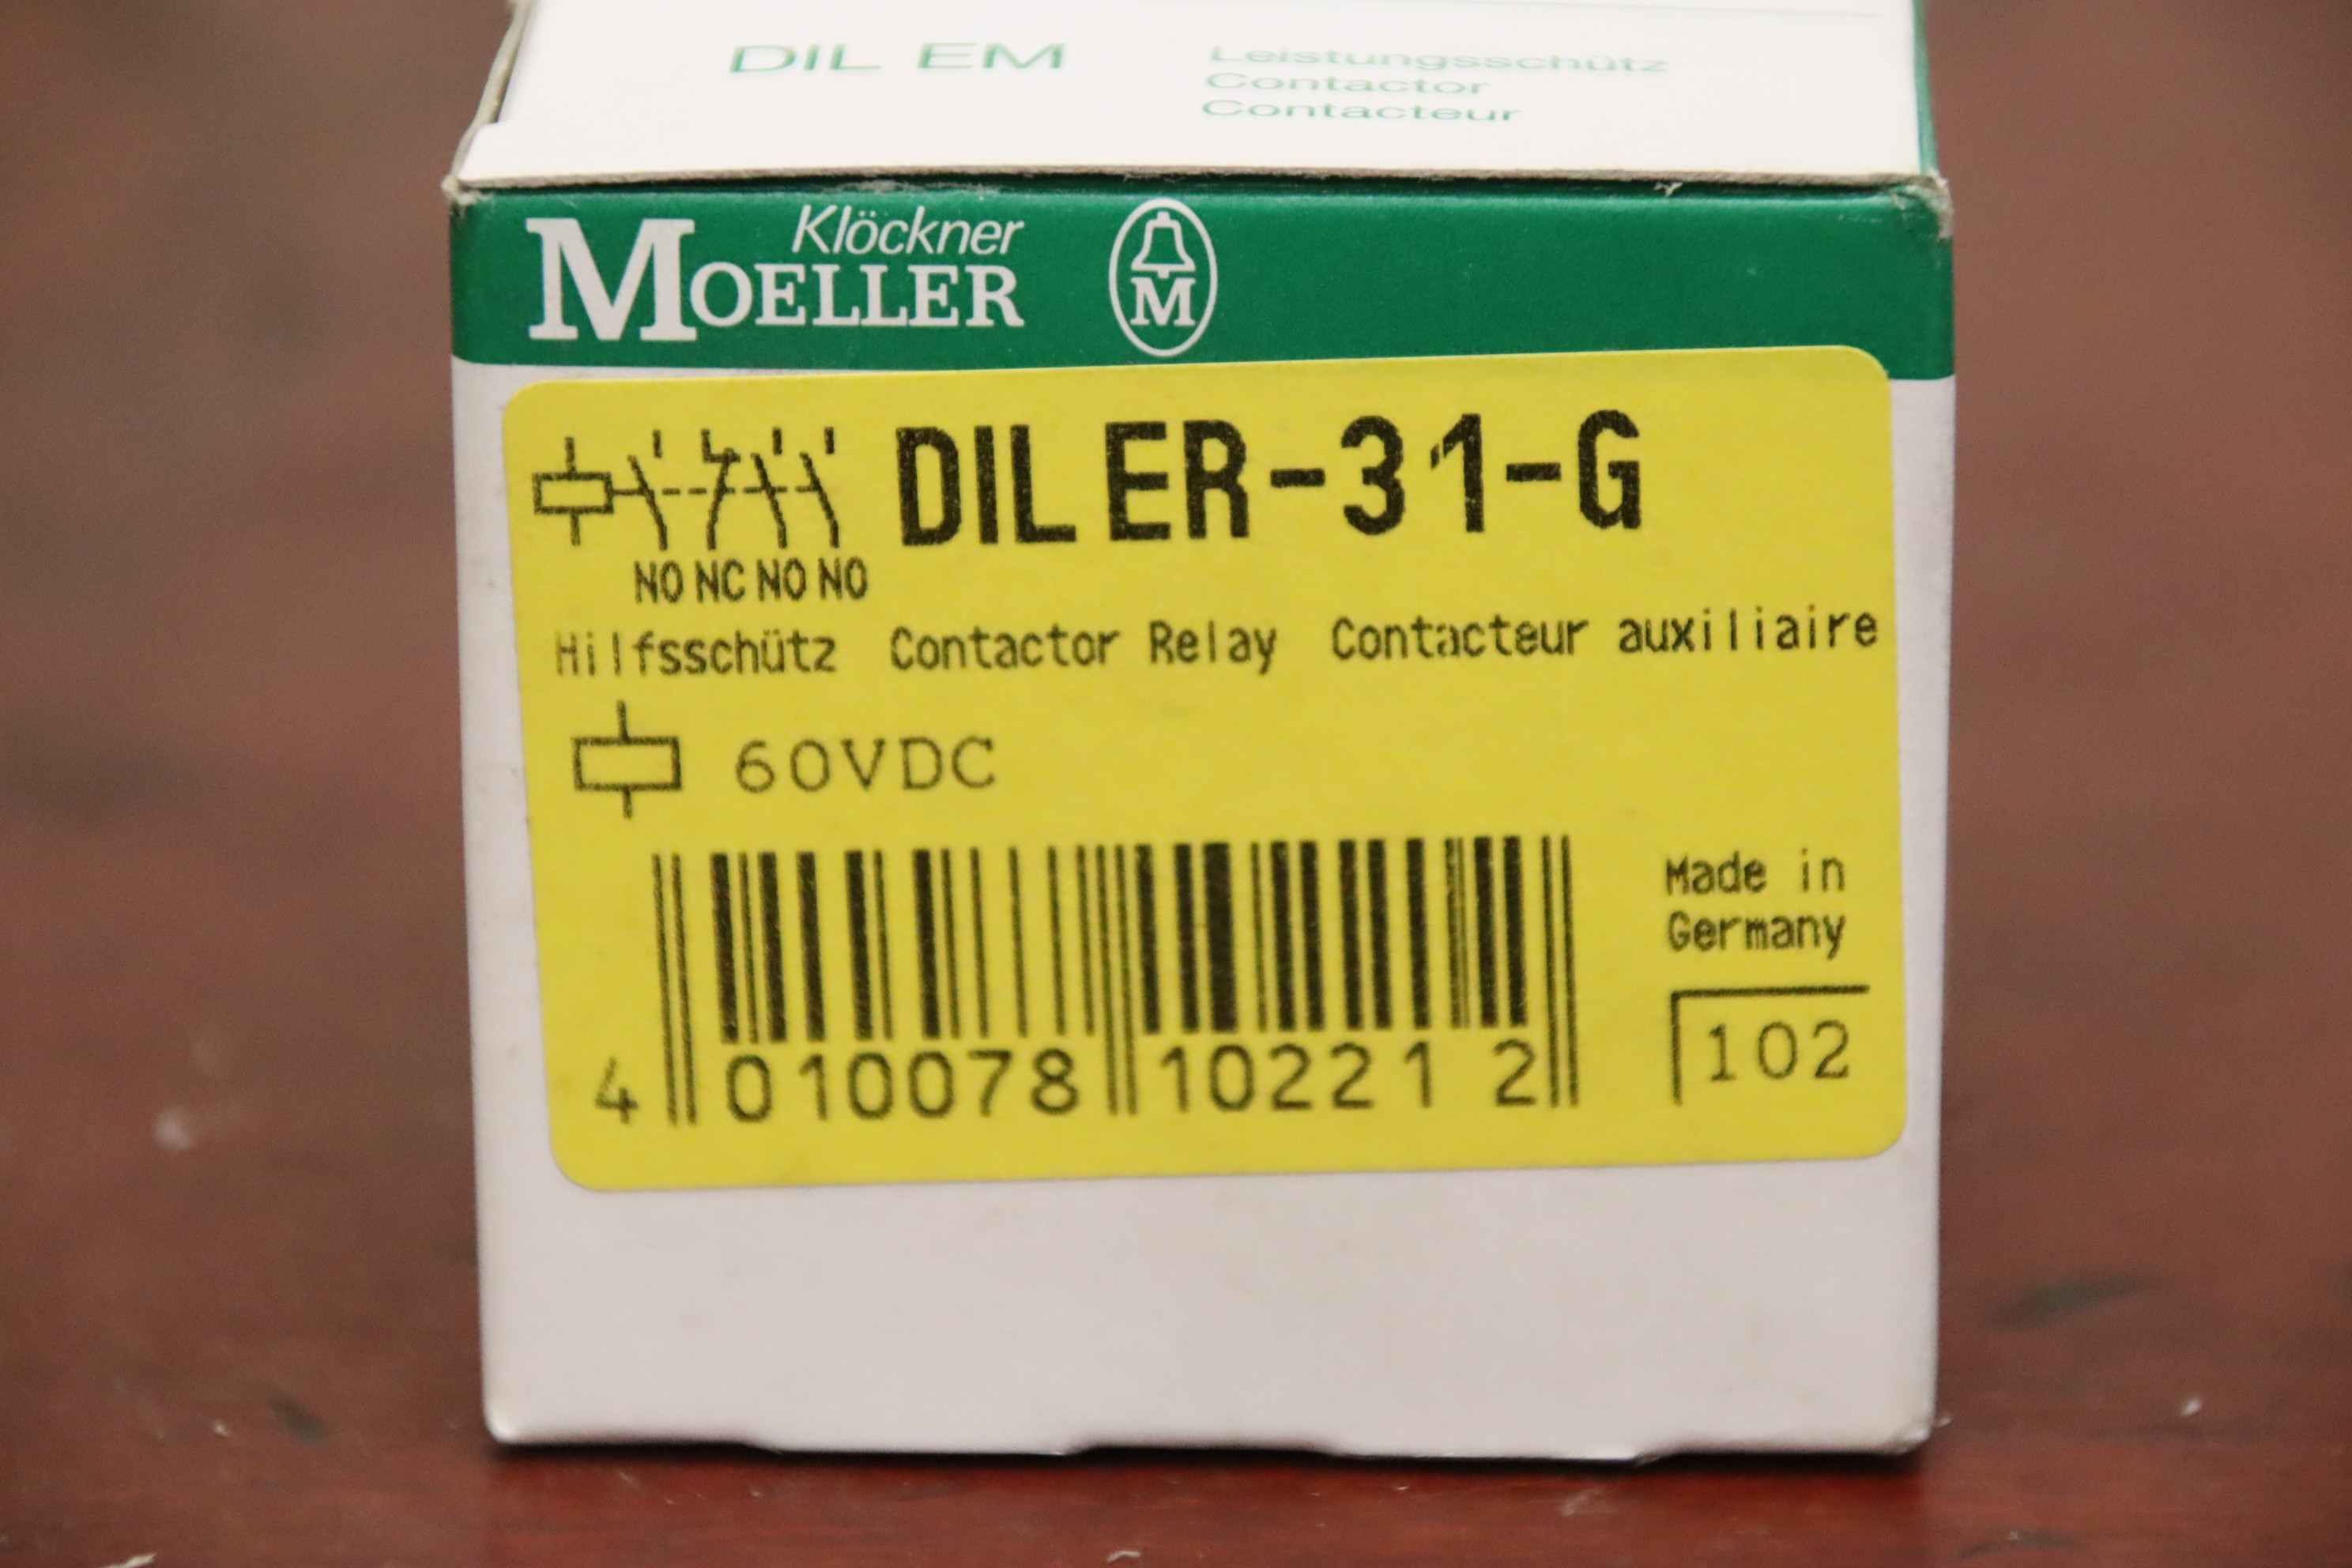 DIL EM
Leistungsschütz
Contactor
Contacteur
Klöckner
MOELLER
M
DIL ER-31-G
NO NC NO NO
Hilfsschütz Contactor Relay Contacteur auxiliaire
60VDC
Made in
Germany
102
4 010078 102212